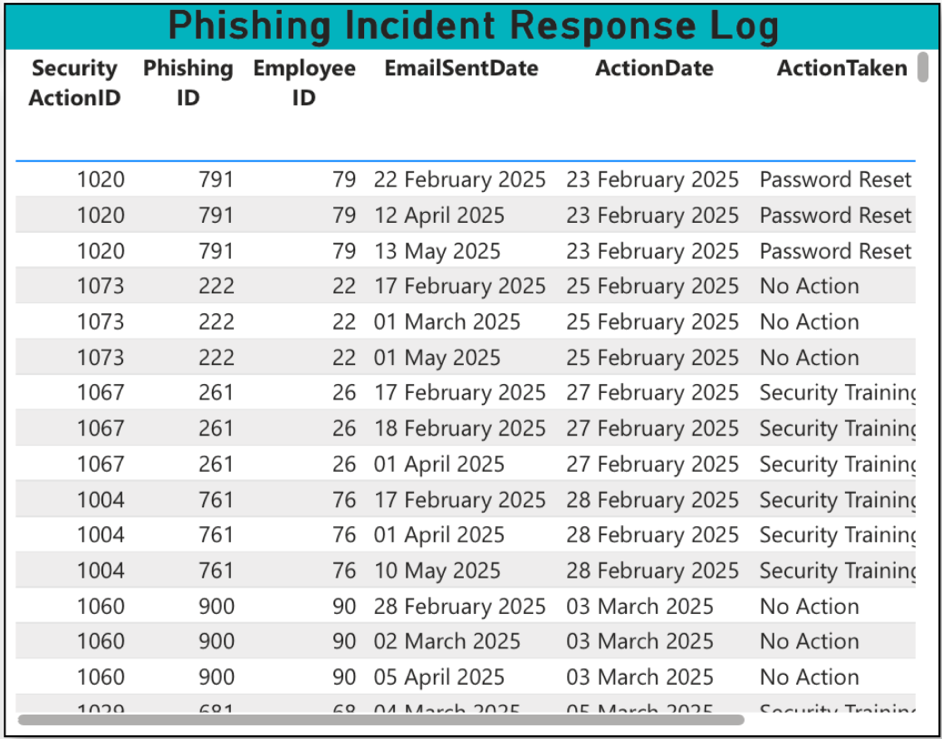 Phishing Incident Response Log
Security Phishing Employee EmailSentDate ActionDate ActionTaken
ActionID ID ID
1020 791 79 22 February 2025 23 February 2025 Password Reset
1020 791 79 12 April 2025 23 February 2025 Password Reset
1020 791 79 13 May 2025 23 February 2025 Password Reset
1073 222 22 17 February 2025 25 February 2025 No Action
1073 222 22 01 March 2025 25 February 2025 No Action
1073 222 22 01 May 2025 25 February 2025 No Action
1067 261 26 17 February 2025 27 February 2025 Security Training
1067 261 26 18 February 2025 27 February 2025 Security Training
1067 261 26 01 April 2025 27 February 2025 Security Training
1004 761 76 17 February 2025 28 February 2025 Security Training
1004 761 76 01 April 2025 28 February 2025 Security Training
1004 761 76 10 May 2025 28 February 2025 Security Training
1060 900 90 28 February 2025 03 March 2025 No Action
1060 900 90 02 March 2025 03 March 2025 No Action
1060 900 90 05 April 2025 03 March 2025 No Action
1029 681 68 04 March 2025 05 March 2025 Security Training